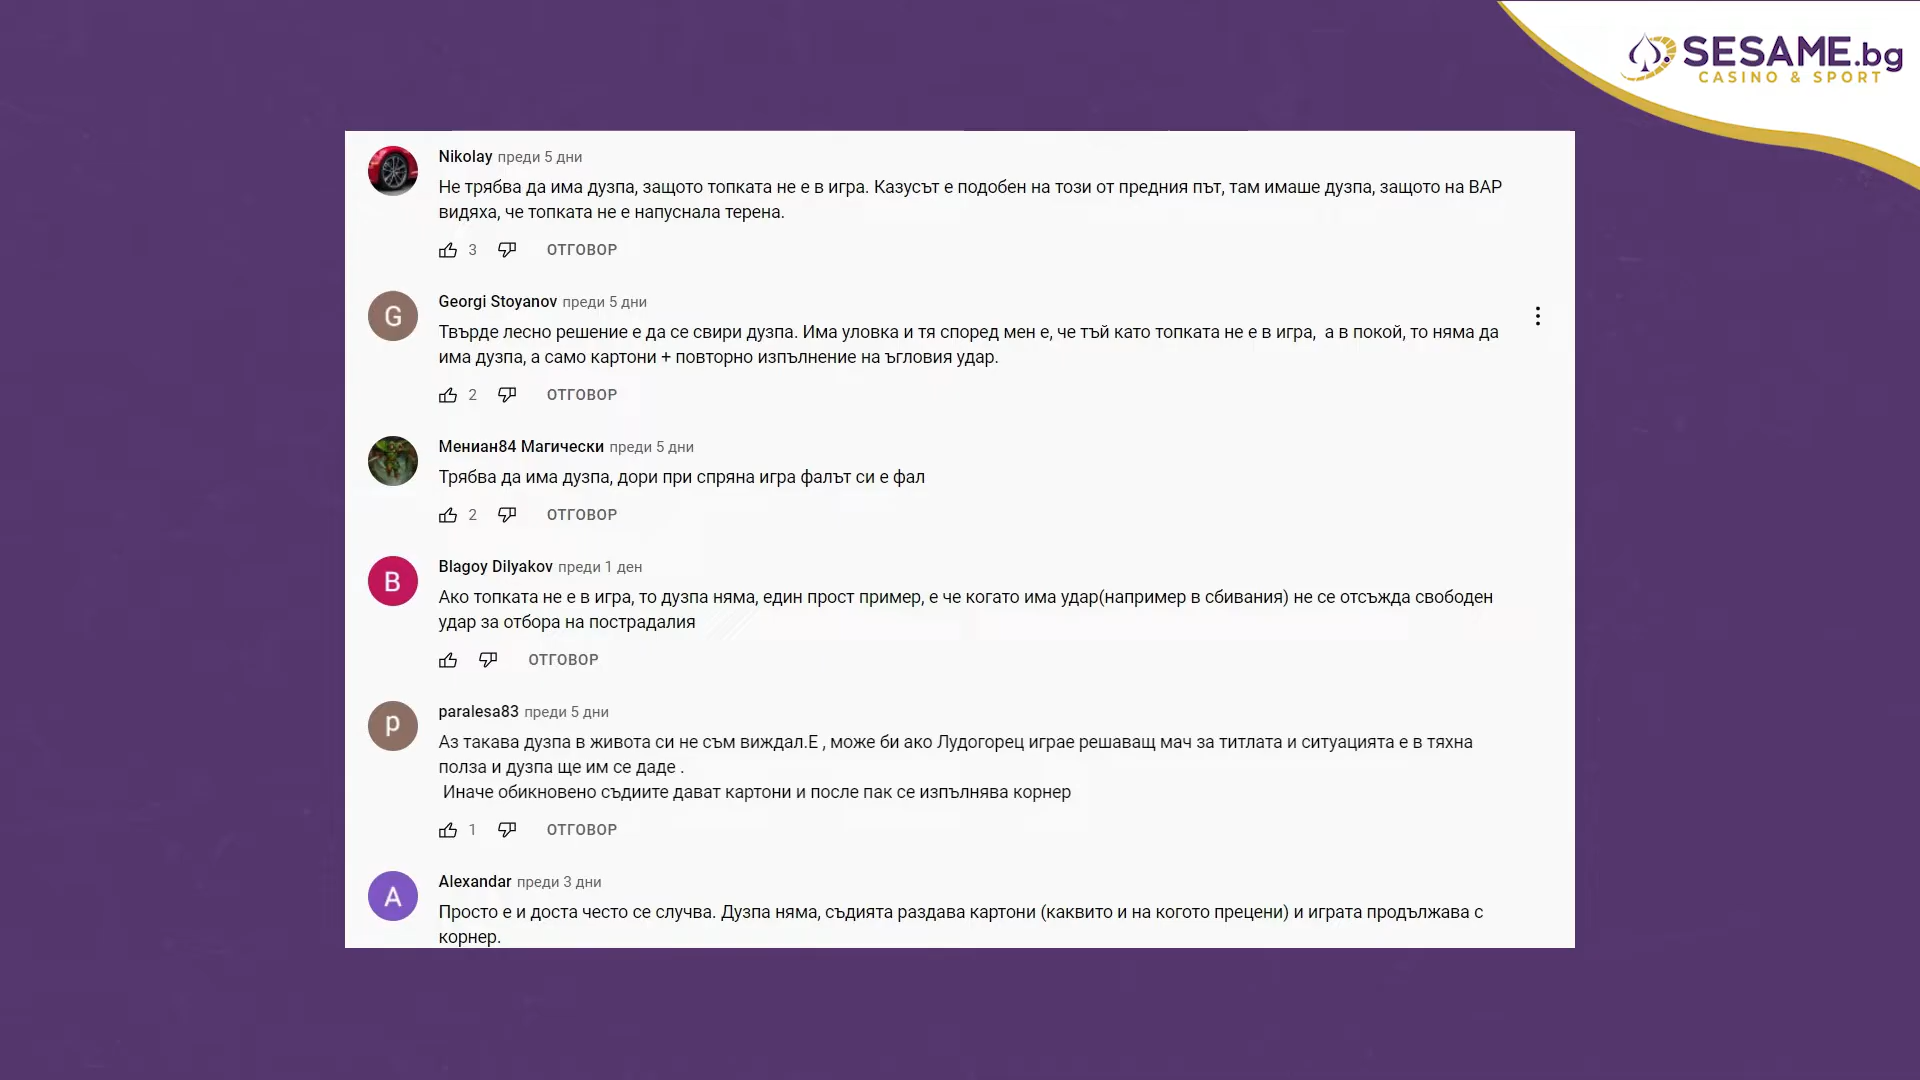 SESAME.bg
CASINO & SPORT
Nikolay преди 5 дни
Не трябва да има дузпа, защото топката не е в игра. Казусът е подобен на този от предния път, там имаше дузпа, защото на ВАР
видяха, че топката не е напуснала терена.
3 ОТГОВОР
G
Georgi Stoyanov преди 5 дни
Твърде лесно решение е да се свири дузпа. Има уловка и тя според мен е, че тъй като топката не е в игра, а в покой, то няма да
има дузпа, а само картони + повторно изпълнение на ъгловия удар.
2 ОТГОВОР
Мениан84 Магически преди 5 дни
Трябва да има дузпа, дори при спряна игра фалът си е фал
2 ОТГОВОР
B
Blagoy Dilyakov преди 1 ден
Ако топката не е в игра, то дузпа няма, един прост пример, е че когато има удар(например в сбивания) не се отсъжда свободен
удар за отбора на пострадалия
ОТГОВОР
p
paralesa83 преди 5 дни
Аз такава дузпа в живота си не съм виждал.Е , може би ако Лудогорец играе решаващ мач за титлата и ситуацията е в тяхна
полза и дузпа ще им се даде .
Иначе обикновено съдиите дават картони и после пак се изпълнява корнер
1 ОТГОВОР
A
Alexandar преди 3 дни
Просто е и доста често се случва. Дузпа няма, съдията раздава картони (каквито и на когото прецени) и играта продължава с
корнер.